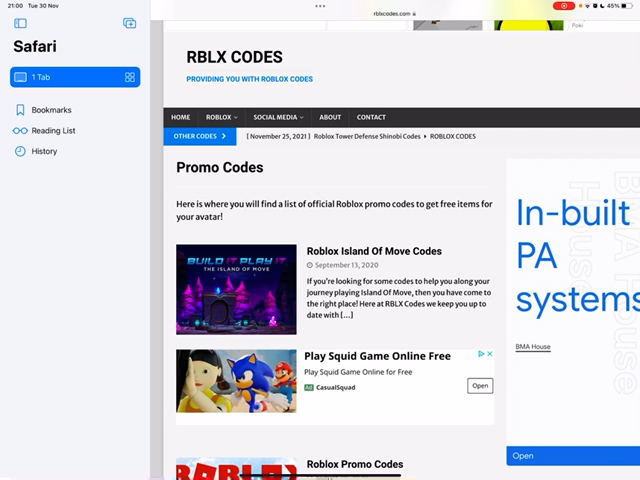 21:00 Tue 30 Nov
rblxcodes.com
45%
Safari
1 Tab
Bookmarks
Reading List
History
Poki
RBLX CODES
PROVIDING YOU WITH ROBLOX CODES
HOME ROBLOX SOCIAL MEDIA ABOUT CONTACT
OTHER CODES [ November 25, 2021 ] Roblox Tower Defense Shinobi Codes ROBLOX CODES
Promo Codes
Here is where you will find a list of official Roblox promo codes to get free items for
your avatar!
BUILD IT PLAY IT
THE ISLAND OF MOVE
Roblox Island Of Move Codes
September 13, 2020
If you're looking for some codes to help you along your
journey playing Island Of Move, then you have come to
the right place! Here at RBLX Codes we keep you up to
date with [...]
Play Squid Game Online Free
Play Squid Game Online for Free
Ad CasualSquad
Open
ROBLOX
Roblox Promo Codes
In-built
PA
systems
BMA House
BMA House
Open